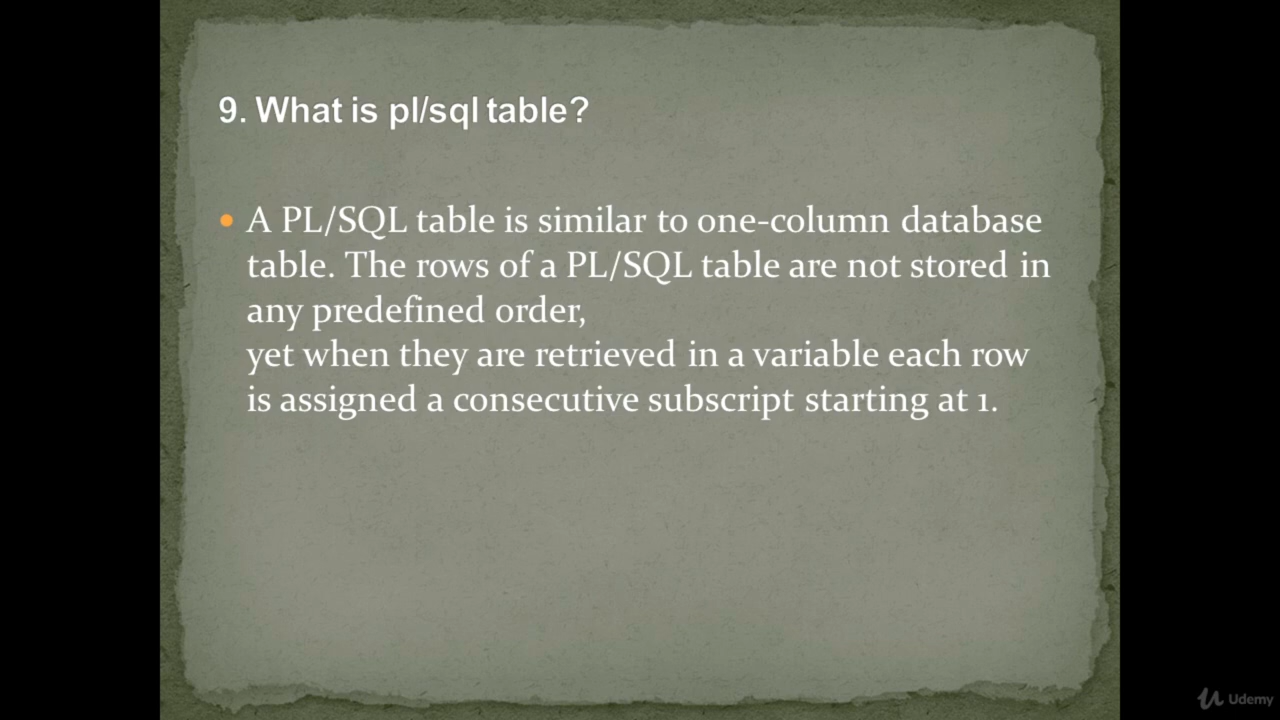 9. What is pl/sql table?
• A PL/SQL table is similar to one-column database
table. The rows of a PL/SQL table are not stored in
any predefined order,
yet when they are retrieved in a variable each row
is assigned a consecutive subscript starting at 1.
Udemy